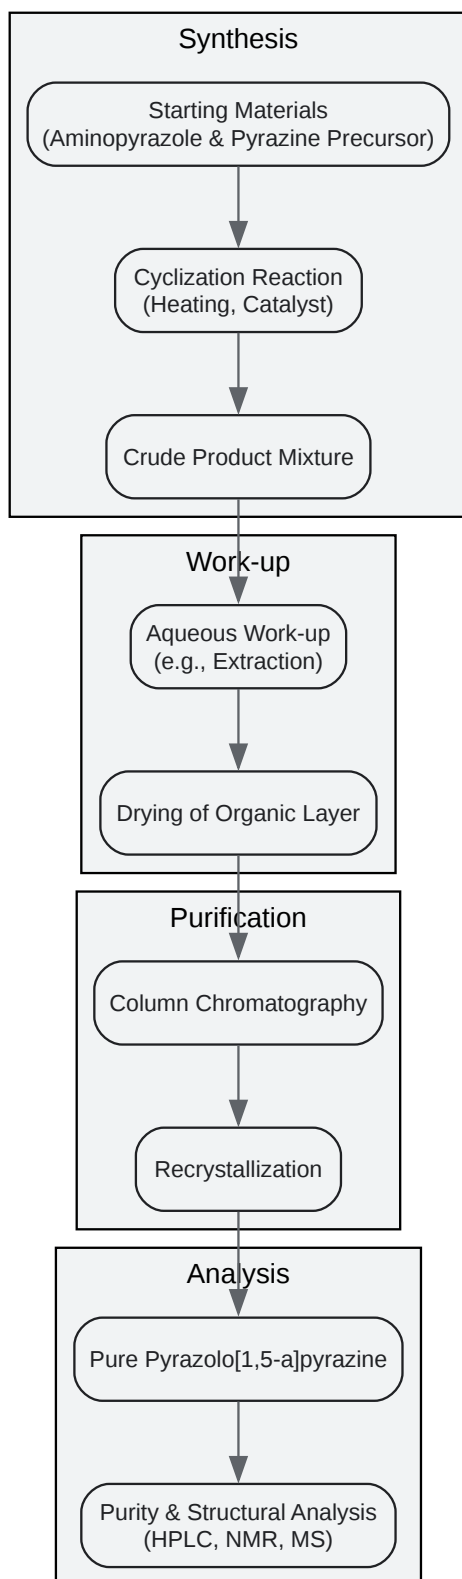 Synthesis
Starting Materials
(Aminopyrazole & Pyrazine Precursor)
Cyclization Reaction
(Heating, Catalyst)
Crude Product Mixture
Work-up
Aqueous Work-up
(e.g., Extraction)
Drying of Organic Layer
Purification
Column Chromatography
Recrystallization
Analysis
Pure Pyrazolo[1,5-a]pyrazine
Purity & Structural Analysis
(HPLC, NMR, MS)